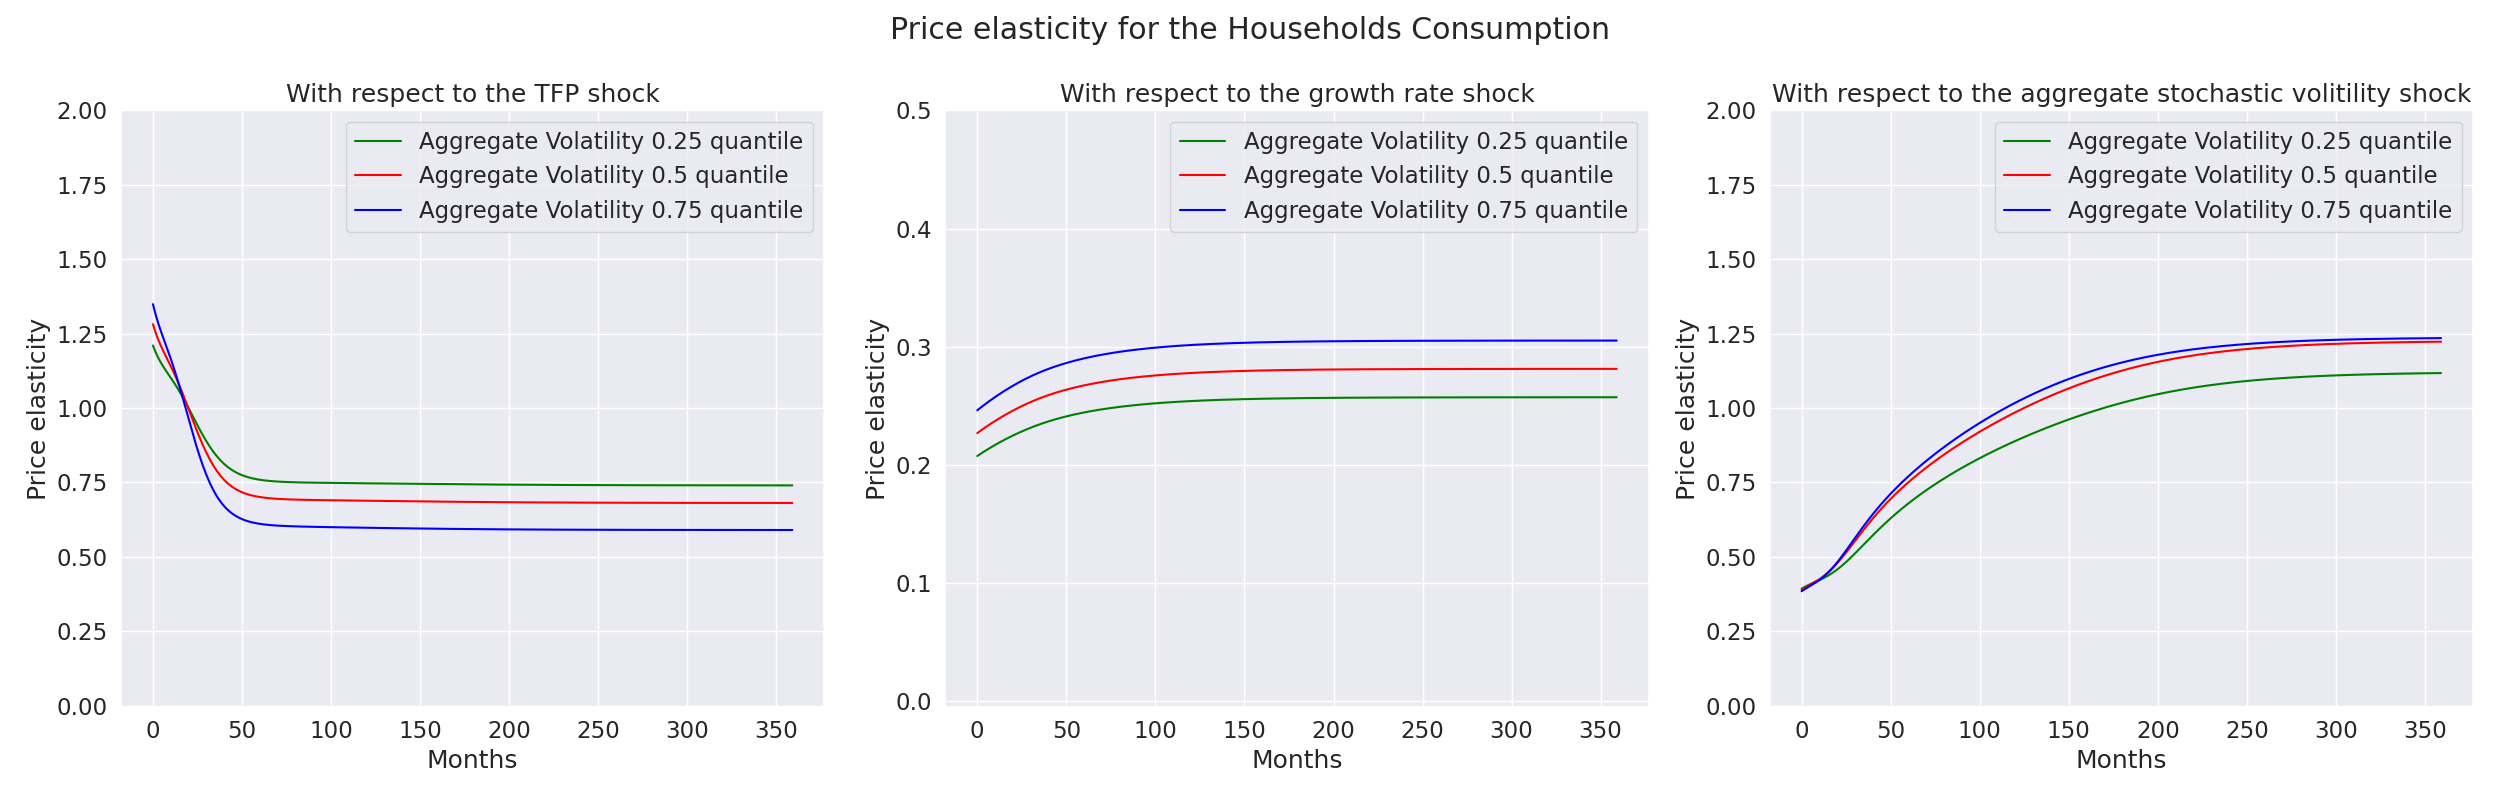 Price elasticity for the Households Consumption
With respect to the TFP shock
2.00
1.75
1.50
1.25
1.00
0.75
0.50
0.25
0.00
Price elasticity
Aggregate Volatility 0.25 quantile
Aggregate Volatility 0.5 quantile
Aggregate Volatility 0.75 quantile
0 50 100 150 200 250 300 350
Months
With respect to the growth rate shock
0.5
0.4
0.3
0.2
0.1
0.0
Price elasticity
Aggregate Volatility 0.25 quantile
Aggregate Volatility 0.5 quantile
Aggregate Volatility 0.75 quantile
0 50 100 150 200 250 300 350
Months
With respect to the aggregate stochastic volitility shock
2.00
1.75
1.50
1.25
1.00
0.75
0.50
0.25
0.00
Price elasticity
Aggregate Volatility 0.25 quantile
Aggregate Volatility 0.5 quantile
Aggregate Volatility 0.75 quantile
0 50 100 150 200 250 300 350
Months